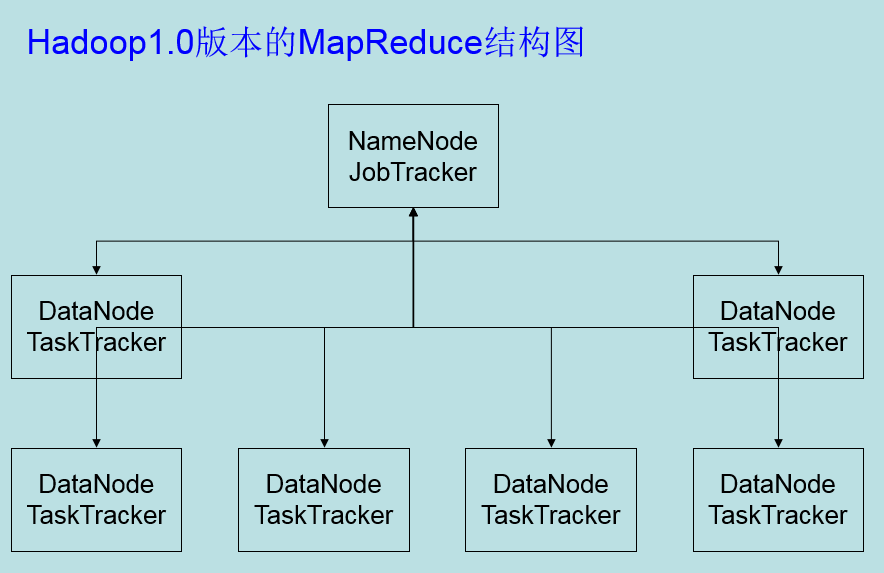 Hadoop1.0版本的MapReduce结构图
NameNode
JobTracker
DataNode
TaskTracker
DataNode
TaskTracker
DataNode
TaskTracker
DataNode
TaskTracker
DataNode
TaskTracker
DataNode
TaskTracker